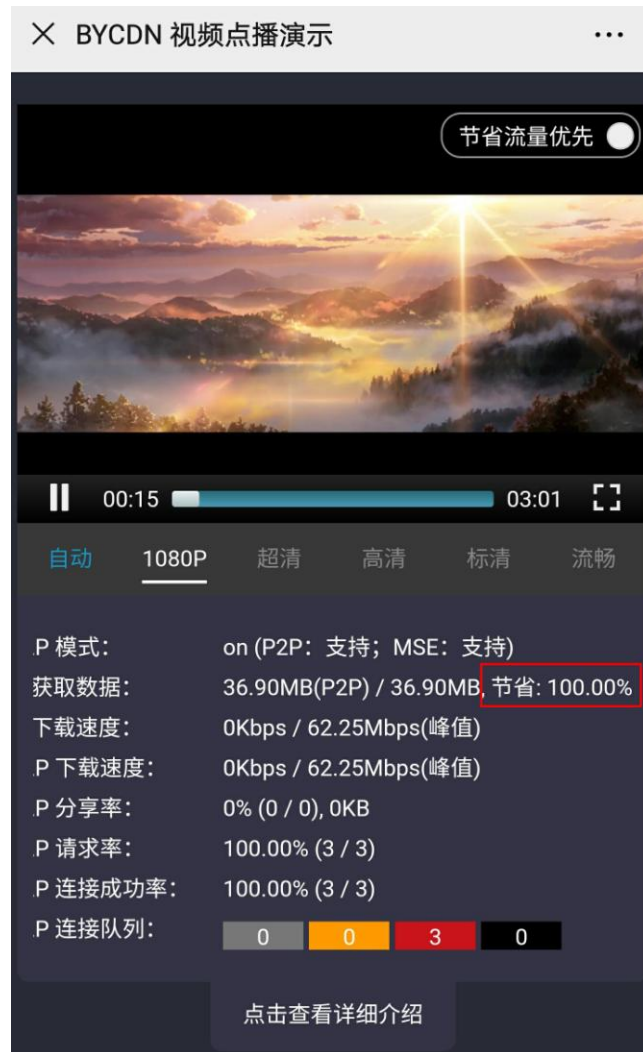 BYCDN 视频点播演示
节省流量优先
00:15 03:01
自动 1080P 超清 高清 标清 流畅
P 模式： on (P2P：支持；MSE：支持)
获取数据： 36.90MB(P2P) / 36.90MB, 节省: 100.00%
下载速度： 0Kbps / 62.25Mbps(峰值)
P 下载速度： 0Kbps / 62.25Mbps(峰值)
P 分享率： 0% (0 / 0), 0KB
P 请求率： 100.00% (3 / 3)
P 连接成功率： 100.00% (3 / 3)
P 连接队列： 0 0 3 0
点击查看详细介绍